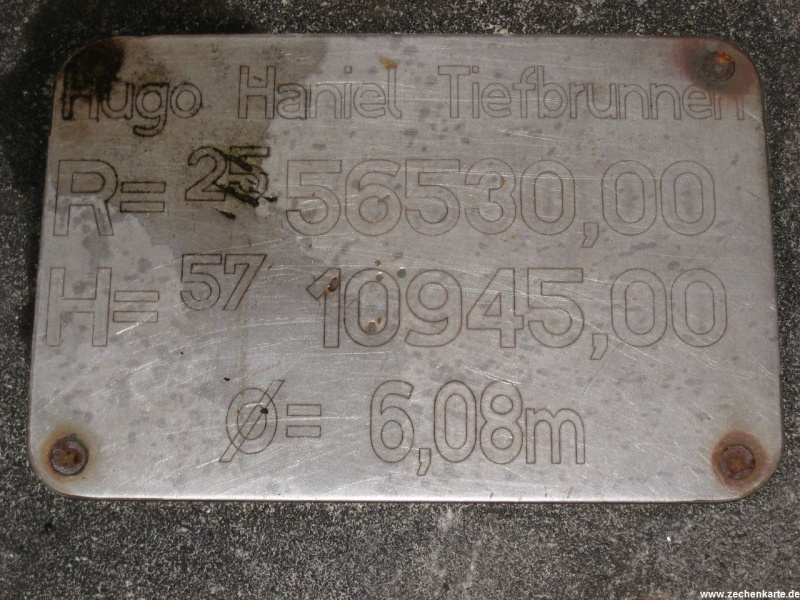 Hugo Haniel Tiefbrunnen
R= 25 56530,00
H= 57 10945,00
Ø= 6,08m
www.zechenkarte.de